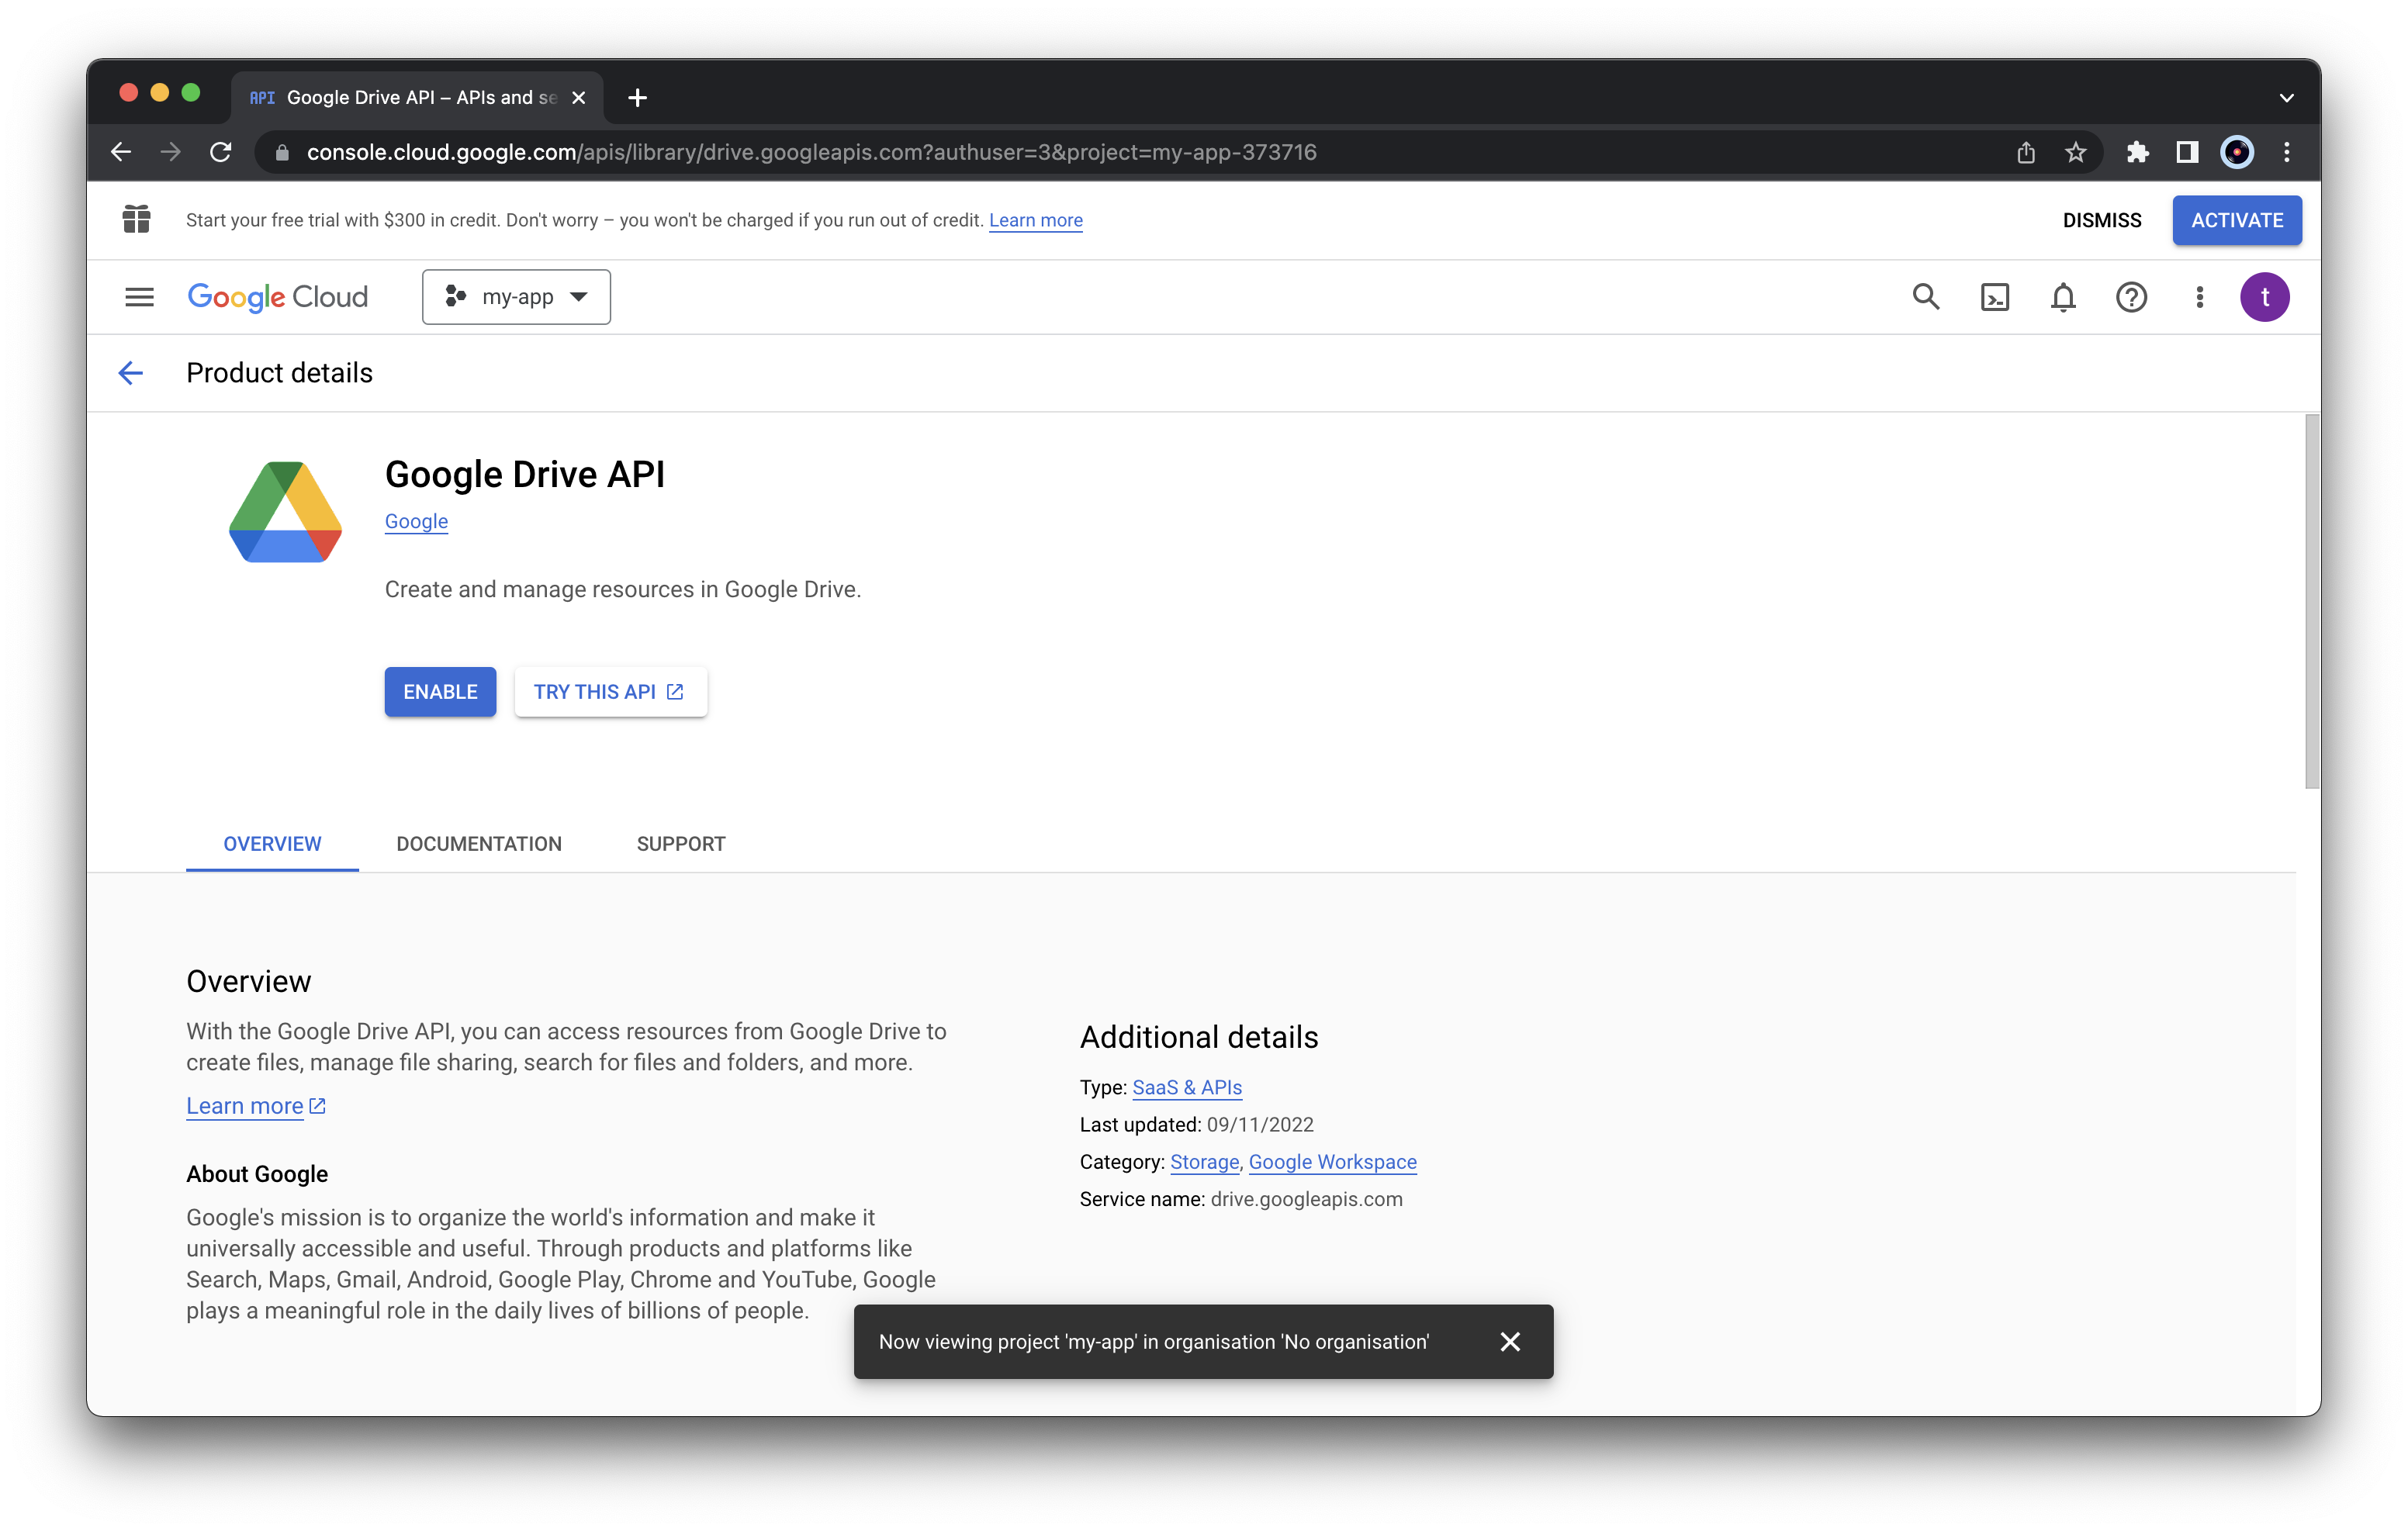 API Google Drive API – APIs and se
console.cloud.google.com/apis/library/drive.googleapis.com?authuser=3&project=my-app-373716
Start your free trial with $300 in credit. Don't worry – you won't be charged if you run out of credit. Learn more
DISMISS
ACTIVATE
Google Cloud
my-app
t
Product details
Google Drive API
Google
Create and manage resources in Google Drive.
ENABLE
TRY THIS API
OVERVIEW
DOCUMENTATION
SUPPORT
Overview
With the Google Drive API, you can access resources from Google Drive to
create files, manage file sharing, search for files and folders, and more.
Learn more
About Google
Google's mission is to organize the world's information and make it
universally accessible and useful. Through products and platforms like
Search, Maps, Gmail, Android, Google Play, Chrome and YouTube, Google
plays a meaningful role in the daily lives of billions of people.
Additional details
Type: SaaS & APIs
Last updated: 09/11/2022
Category: Storage, Google Workspace
Service name: drive.googleapis.com
Now viewing project 'my-app' in organisation 'No organisation'